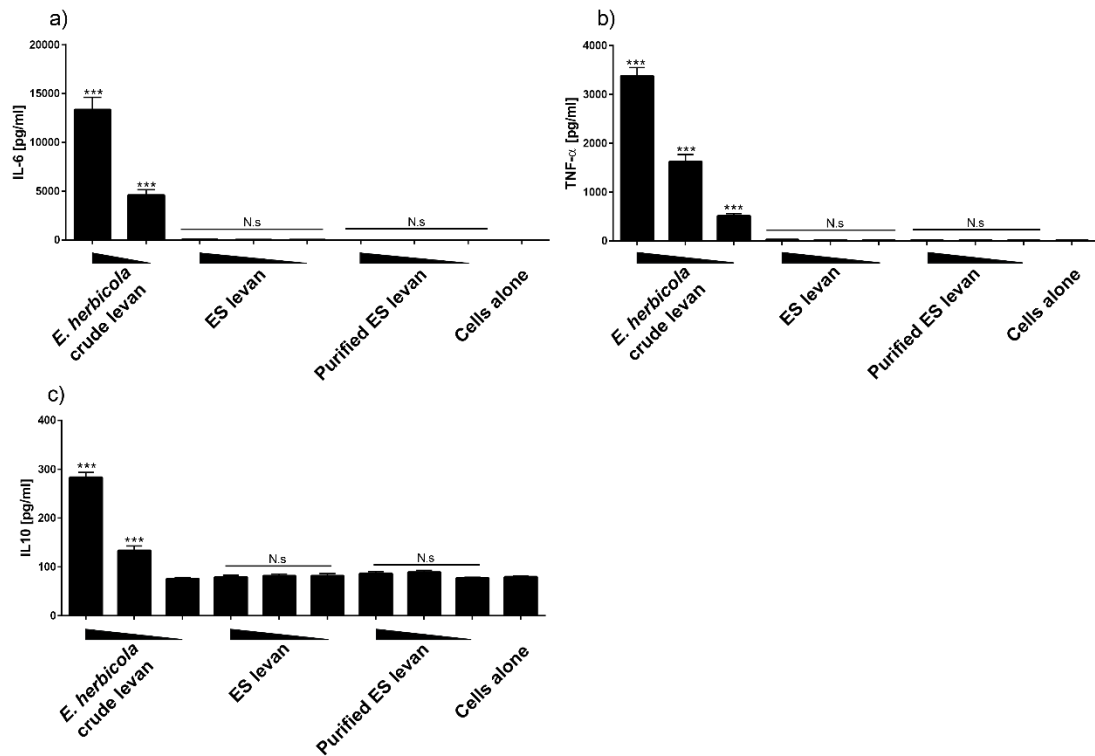 a)
IL-6 [pg/ml]
20000
15000
10000
5000
0
***
***
N.s
N.s
E. herbicola
crude levan
ES levan
Purified ES levan
Cells alone
b)
TNF-α [pg/ml]
4000
3000
2000
1000
0
***
***
***
N.s
N.s
E. herbicola
crude levan
ES levan
Purified ES levan
Cells alone
c)
IL10 [pg/ml]
400
300
200
100
0
***
***
N.s
N.s
E. herbicola
crude levan
ES levan
Purified ES levan
Cells alone